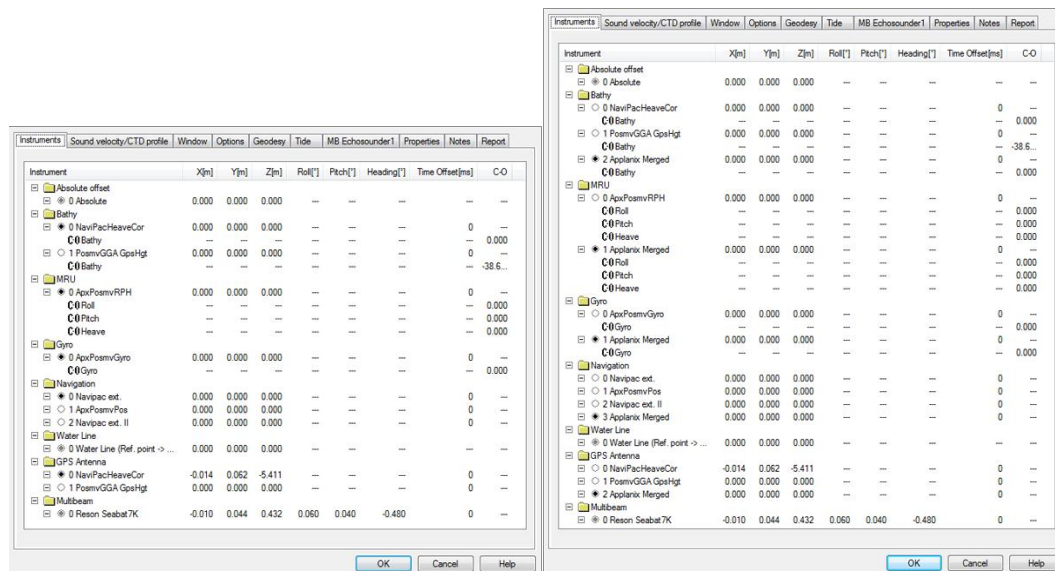 Instruments Sound velocity/CTD profile Window Options Geodesy Tide MB Echosounder1 Properties Notes Report
Instrument X[m] Y[m] Z[m] Roll[°] Pitch[°] Heading[°] Time Offset[ms] C-O
Absolute offset
0 Absolute 0.000 0.000 0.000 --- --- --- --- ---
Bathy
0 NaviPacHeaveCor 0.000 0.000 0.000 --- --- --- 0 ---
C-O Bathy --- --- --- --- --- --- --- 0.000
1 PosmvGGA GpsHgt 0.000 0.000 0.000 --- --- --- 0 ---
C-O Bathy --- --- --- --- --- --- --- -38.6...
MRU
0 ApxPosmvRPH 0.000 0.000 0.000 --- --- --- 0 ---
C-O Roll --- --- --- --- --- --- --- 0.000
C-O Pitch --- --- --- --- --- --- --- 0.000
C-O Heave --- --- --- --- --- --- --- 0.000
Gyro
0 ApxPosmvGyro 0.000 0.000 0.000 --- --- --- 0 ---
C-O Gyro --- --- --- --- --- --- --- 0.000
Navigation
0 Navipac ext. 0.000 0.000 0.000 --- --- --- 0 ---
1 ApxPosmvPos 0.000 0.000 0.000 --- --- --- 0 ---
2 Navipac ext. II 0.000 0.000 0.000 --- --- --- 0 ---
Water Line
0 Water Line (Ref. point -> ... 0.000 0.000 0.000 --- --- --- --- ---
GPS Antenna
0 NaviPacHeaveCor -0.014 0.062 -5.411 --- --- --- 0 ---
1 PosmvGGA GpsHgt 0.000 0.000 0.000 --- --- --- 0 ---
Multibeam
0 Reson Seabat7K -0.010 0.044 0.432 0.060 0.040 -0.480 0 ---
OK Cancel Help
Instruments Sound velocity/CTD profile Window Options Geodesy Tide MB Echosounder1 Properties Notes Report
Instrument X[m] Y[m] Z[m] Roll[°] Pitch[°] Heading[°] Time Offset[ms] C-O
Absolute offset
0 Absolute 0.000 0.000 0.000 --- --- --- --- ---
Bathy
0 NaviPacHeaveCor 0.000 0.000 0.000 --- --- --- 0 ---
C-O Bathy --- --- --- --- --- --- --- 0.000
1 PosmvGGA GpsHgt 0.000 0.000 0.000 --- --- --- 0 ---
C-O Bathy --- --- --- --- --- --- --- -38.6...
2 Applanix Merged 0.000 0.000 0.000 --- --- --- 0 ---
C-O Bathy --- --- --- --- --- --- --- 0.000
MRU
0 ApxPosmvRPH 0.000 0.000 0.000 --- --- --- 0 ---
C-O Roll --- --- --- --- --- --- --- 0.000
C-O Pitch --- --- --- --- --- --- --- 0.000
C-O Heave --- --- --- --- --- --- --- 0.000
1 Applanix Merged 0.000 0.000 0.000 --- --- --- 0 ---
C-O Roll --- --- --- --- --- --- --- 0.000
C-O Pitch --- --- --- --- --- --- --- 0.000
C-O Heave --- --- --- --- --- --- --- 0.000
Gyro
0 ApxPosmvGyro 0.000 0.000 0.000 --- --- --- 0 ---
C-O Gyro --- --- --- --- --- --- --- 0.000
1 Applanix Merged 0.000 0.000 0.000 --- --- --- 0 ---
C-O Gyro --- --- --- --- --- --- --- 0.000
Navigation
0 Navipac ext. 0.000 0.000 0.000 --- --- --- 0 ---
1 ApxPosmvPos 0.000 0.000 0.000 --- --- --- 0 ---
2 Navipac ext. II 0.000 0.000 0.000 --- --- --- 0 ---
3 Applanix Merged 0.000 0.000 0.000 --- --- --- 0 ---
Water Line
0 Water Line (Ref. point -> ... 0.000 0.000 0.000 --- --- --- --- ---
GPS Antenna
0 NaviPacHeaveCor -0.014 0.062 -5.411 --- --- --- 0 ---
1 PosmvGGA GpsHgt 0.000 0.000 0.000 --- --- --- 0 ---
2 Applanix Merged 0.000 0.000 0.000 --- --- --- 0 ---
Multibeam
0 Reson Seabat7K -0.010 0.044 0.432 0.060 0.040 -0.480 0 ---
OK Cancel Help